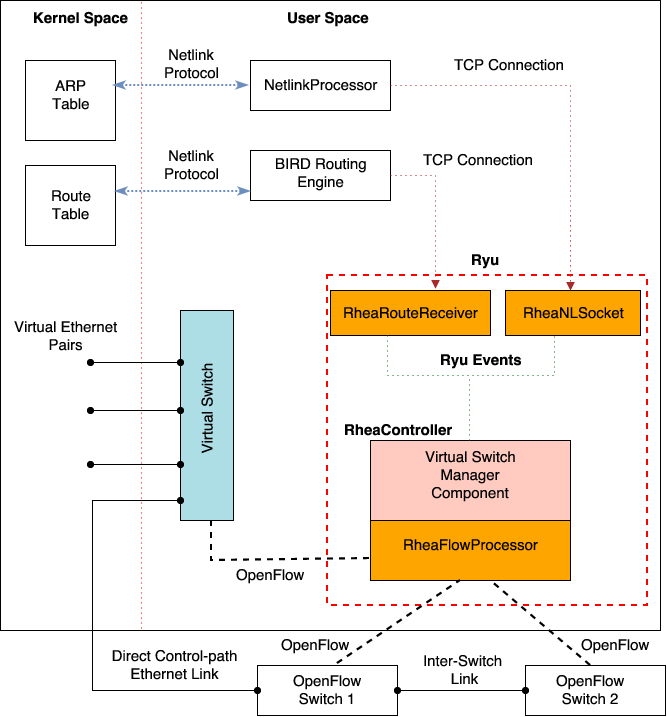 Kernel Space
User Space
Netlink
Protocol
TCP Connection
ARP
Table
NetlinkProcessor
Netlink
Protocol
BIRD Routing
Engine
TCP Connection
Route
Table
Ryu
RheaRouteReceiver
RheaNLSocket
Virtual Ethernet
Pairs
Ryu Events
Virtual Switch
RheaController
Virtual Switch
Manager
Component
RheaFlowProcessor
OpenFlow
OpenFlow
OpenFlow
Direct Control-path
Ethernet Link
Inter-Switch
Link
OpenFlow
Switch 1
OpenFlow
Switch 2